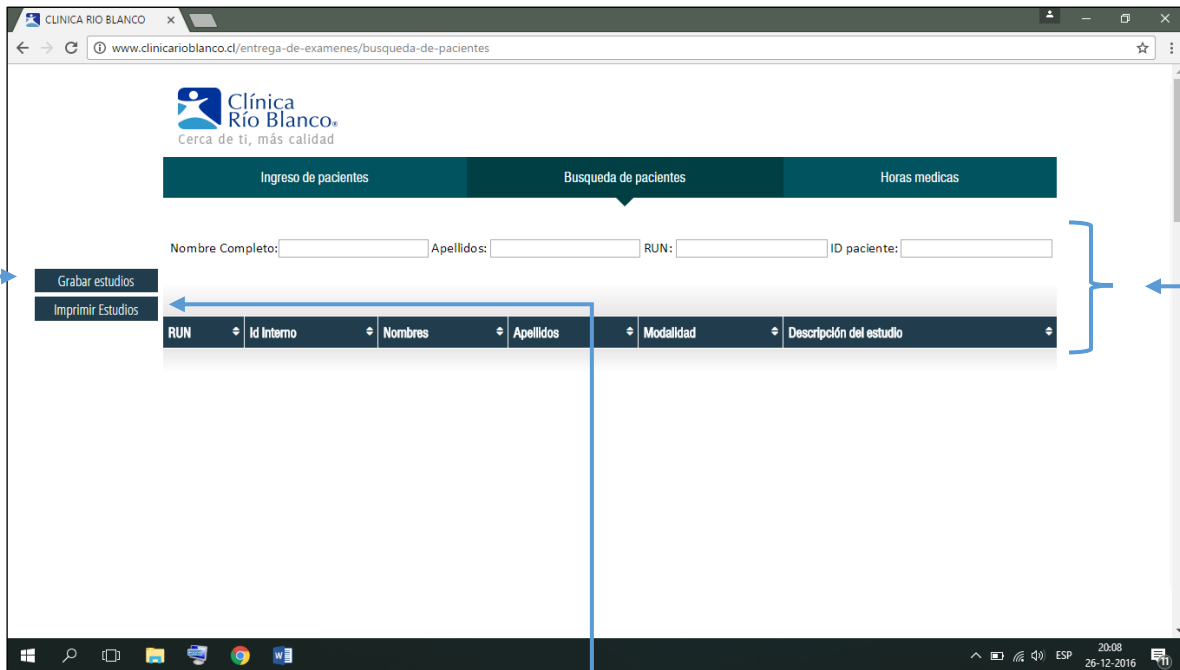 CLINICA RIO BLANCO
www.clinicarioblanco.cl/entrega-de-examenes/busqueda-de-pacientes
Clínica
Río Blanco®
Cerca de ti, más calidad
Ingreso de pacientes Busqueda de pacientes Horas medicas
Nombre Completo: Apellidos: RUN: ID paciente:
Grabar estudios
Imprimir Estudios
RUN Id Interno Nombres Apellidos Modalidad Descripción del estudio
ESP 20:08
26-12-2016
11